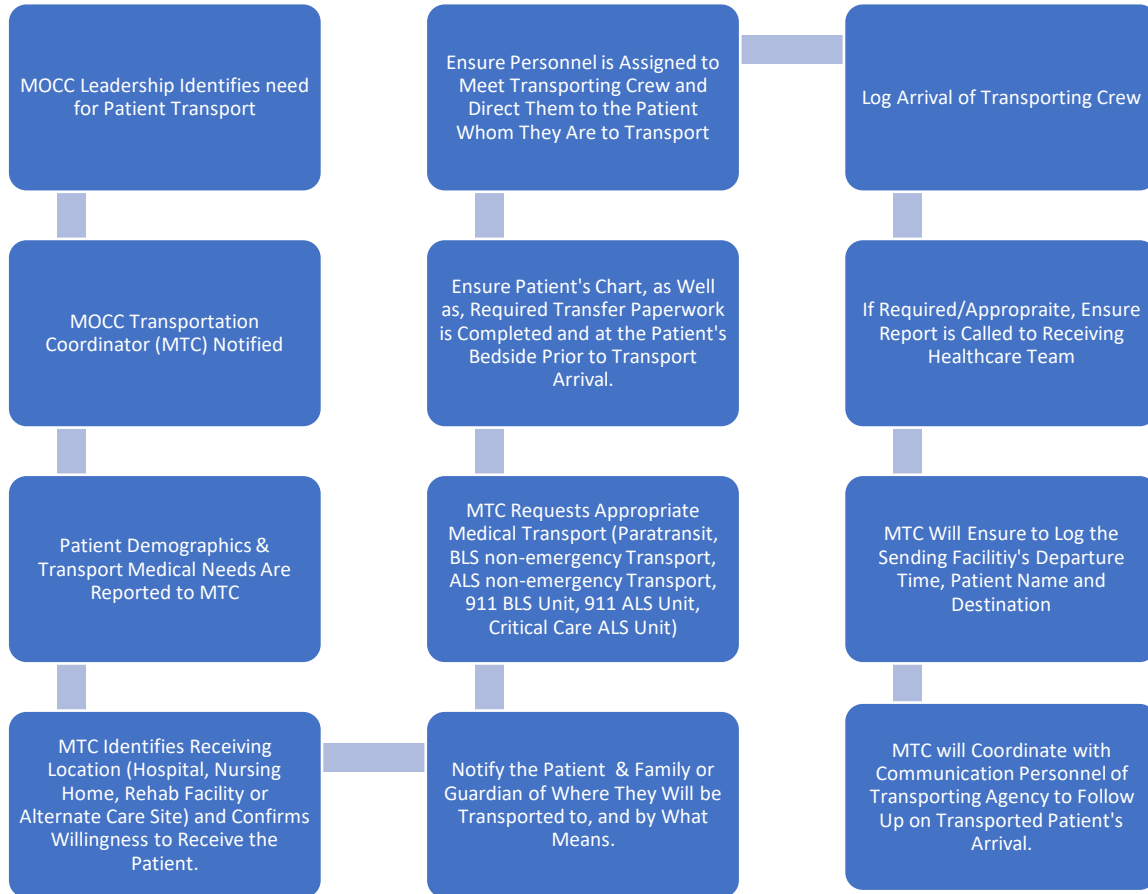 MOCC Leadership Identifies need
for Patient Transport
MOCC Transportation
Coordinator (MTC) Notified
Patient Demographics &
Transport Medical Needs Are
Reported to MTC
MTC Identifies Receiving
Location (Hospital, Nursing
Home, Rehab Facility or
Alternate Care Site) and Confirms
Willingness to Receive the
Patient.
Notify the Patient & Family or
Guardian of Where They Will be
Transported to, and by What
Means.
MTC Requests Appropriate
Medical Transport (Paratransit,
BLS non-emergency Transport,
ALS non-emergency Transport,
911 BLS Unit, 911 ALS Unit,
Critical Care ALS Unit)
Ensure Patient's Chart, as Well
as, Required Transfer Paperwork
is Completed and at the Patient's
Bedside Prior to Transport
Arrival.
Ensure Personnel is Assigned to
Meet Transporting Crew and
Direct Them to the Patient
Whom They Are to Transport
Log Arrival of Transporting Crew
If Required/Appropraite, Ensure
Report is Called to Receiving
Healthcare Team
MTC Will Ensure to Log the
Sending Facilitiy's Departure
Time, Patient Name and
Destination
MTC will Coordinate with
Communication Personnel of
Transporting Agency to Follow
Up on Transported Patient's
Arrival.